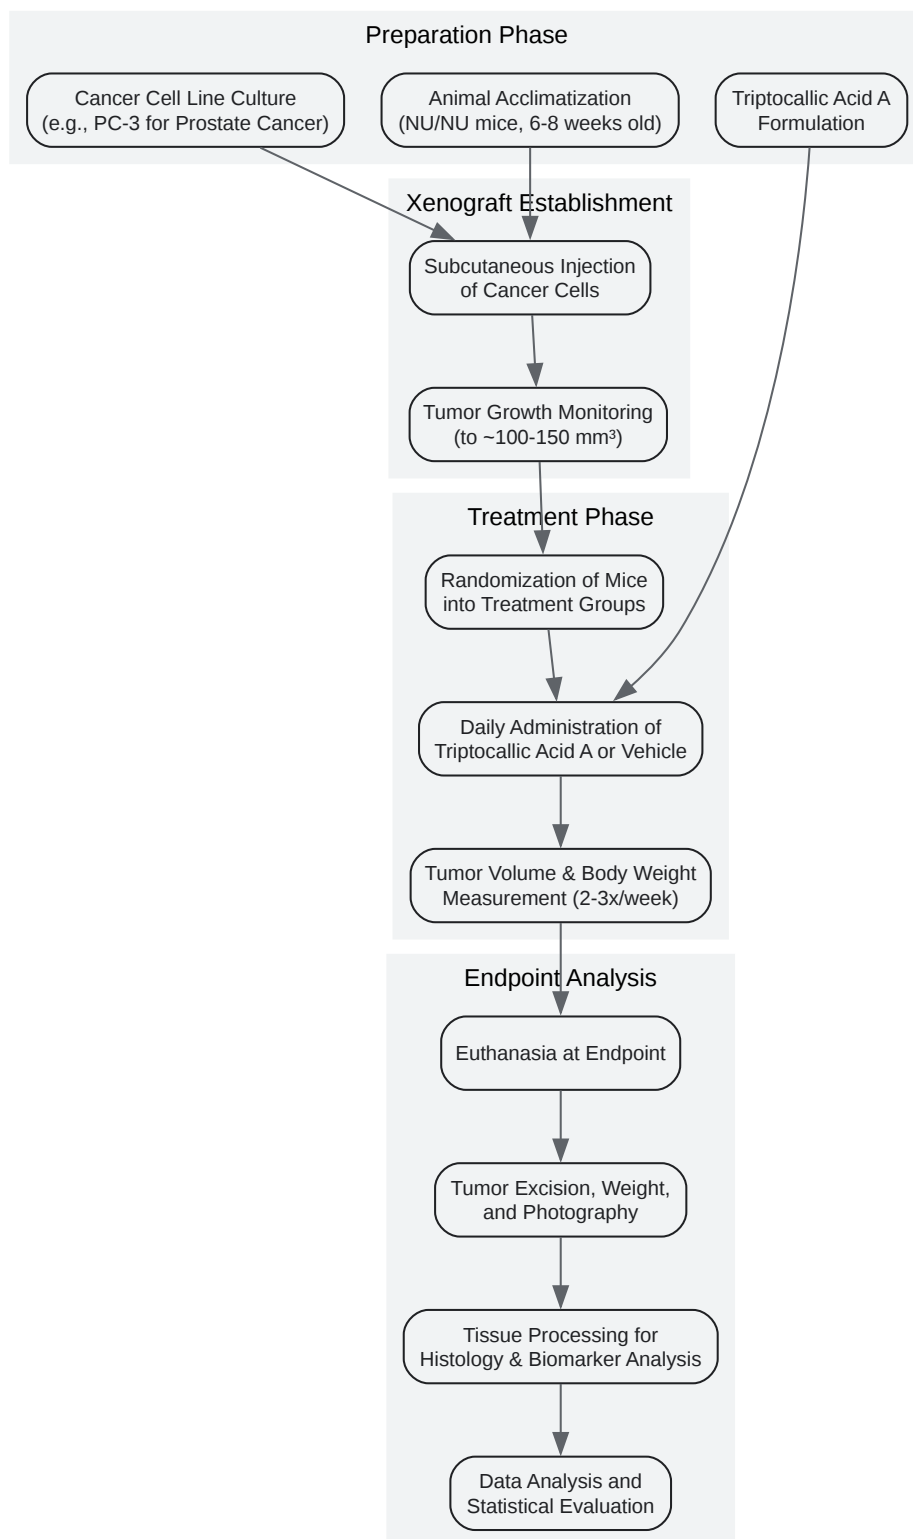 Preparation Phase
Cancer Cell Line Culture
(e.g., PC-3 for Prostate Cancer)
Animal Acclimatization
(NU/NU mice, 6-8 weeks old)
Triptocallic Acid A
Formulation
Xenograft Establishment
Subcutaneous Injection
of Cancer Cells
Tumor Growth Monitoring
(to ~100-150 mm³)
Treatment Phase
Randomization of Mice
into Treatment Groups
Daily Administration of
Triptocallic Acid A or Vehicle
Tumor Volume & Body Weight
Measurement (2-3x/week)
Endpoint Analysis
Euthanasia at Endpoint
Tumor Excision, Weight,
and Photography
Tissue Processing for
Histology & Biomarker Analysis
Data Analysis and
Statistical Evaluation